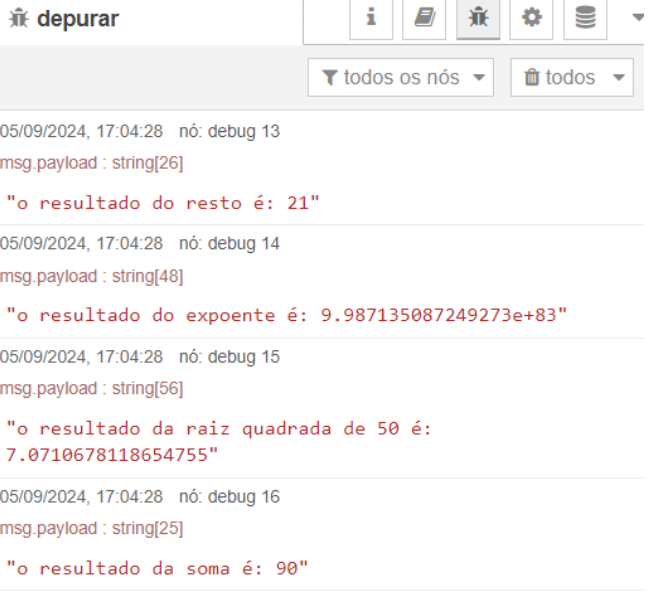 depurar
todos os nós
todos
05/09/2024, 17:04:28 nó: debug 13
msg.payload : string[26]
"o resultado do resto é: 21"
05/09/2024, 17:04:28 nó: debug 14
msg.payload : string[48]
"o resultado do expoente é: 9.987135087249273e+83"
05/09/2024, 17:04:28 nó: debug 15
msg.payload : string[56]
"o resultado da raiz quadrada de 50 é:
7.0710678118654755"
05/09/2024, 17:04:28 nó: debug 16
msg.payload : string[25]
"o resultado da soma é: 90"